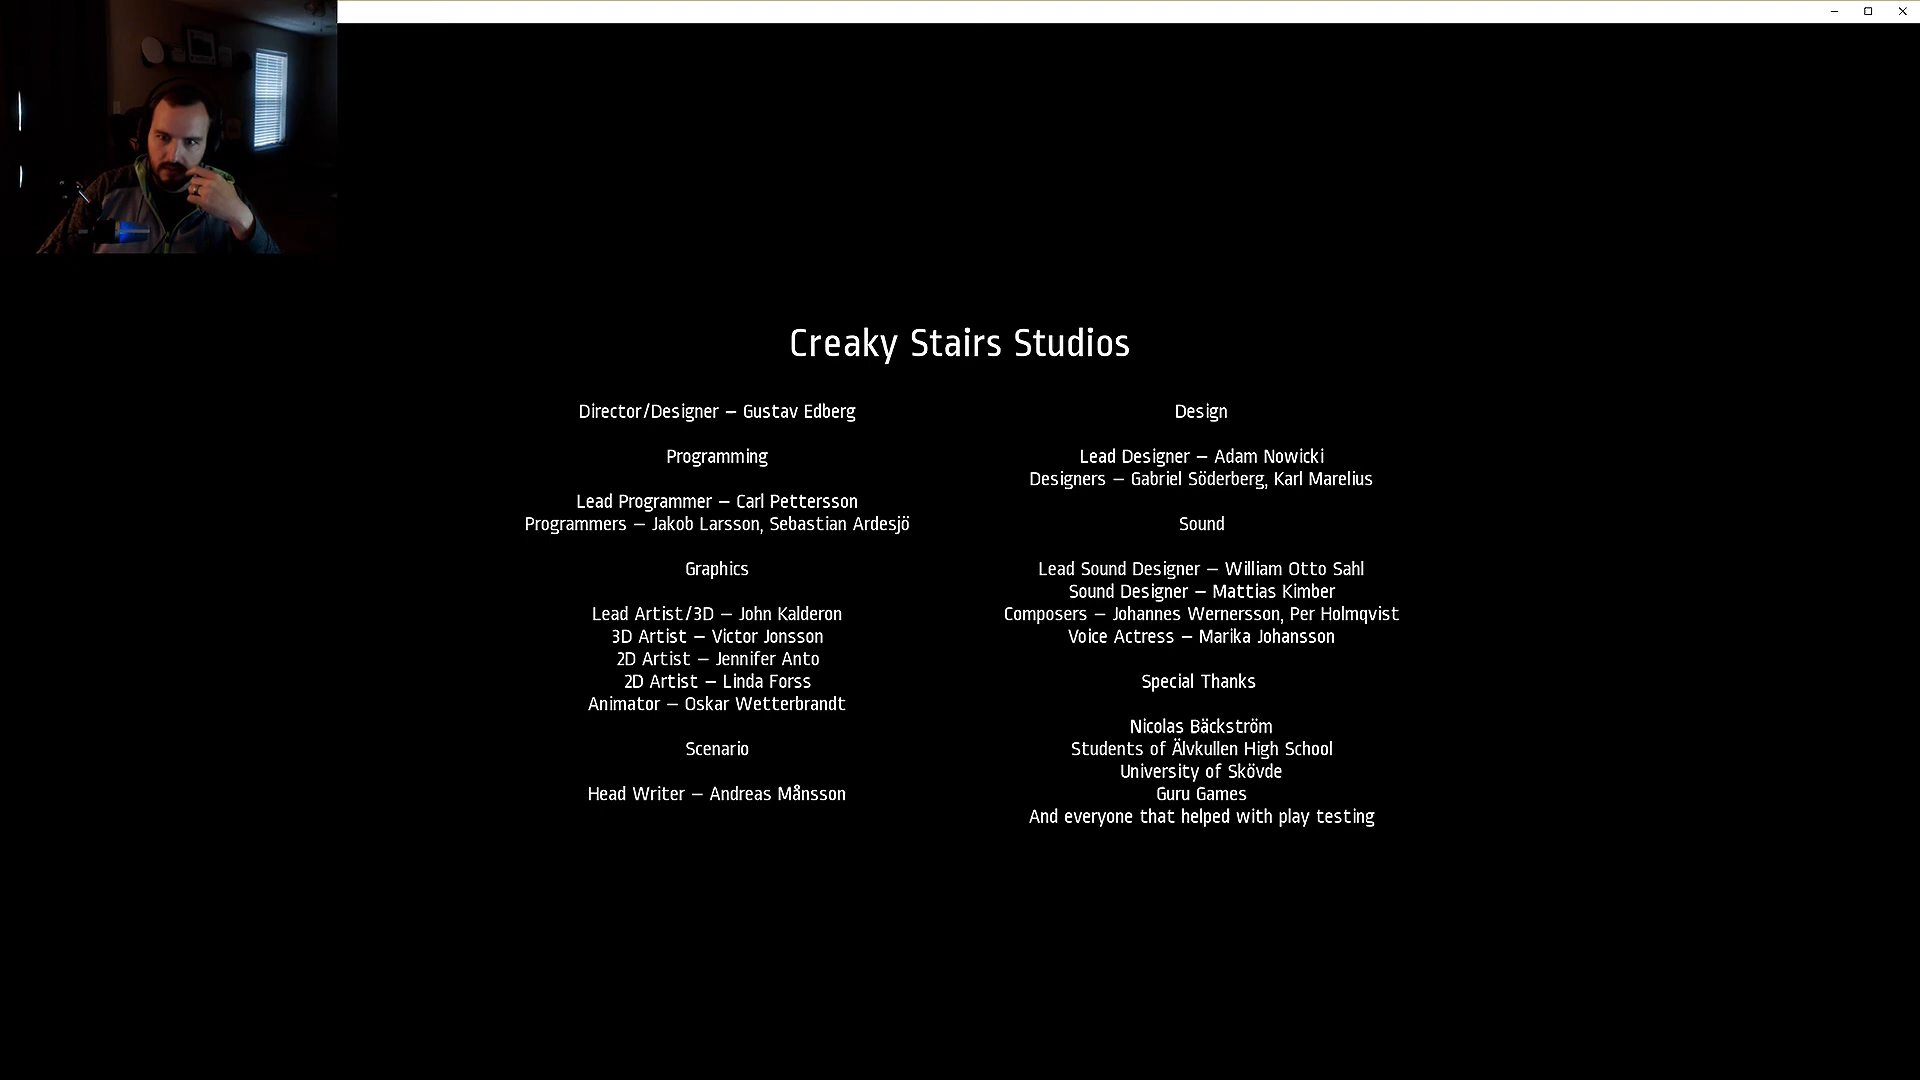 Creaky Stairs Studios
Director/Designer – Gustav Edberg
Programming
Lead Programmer – Carl Pettersson
Programmers – Jakob Larsson, Sebastian Ardesjö
Graphics
Lead Artist/3D – John Kalderon
3D Artist – Victor Jonsson
2D Artist – Jennifer Anto
2D Artist – Linda Forss
Animator – Oskar Wetterbrandt
Scenario
Head Writer – Andreas Månsson
Design
Lead Designer – Adam Nowicki
Designers – Gabriel Söderberg, Karl Marelius
Sound
Lead Sound Designer – William Otto Sahl
Sound Designer – Mattias Kimber
Composers – Johannes Wernersson, Per Holmqvist
Voice Actress – Marika Johansson
Special Thanks
Nicolas Bäckström
Students of Älvkullen High School
University of Skövde
Guru Games
And everyone that helped with play testing